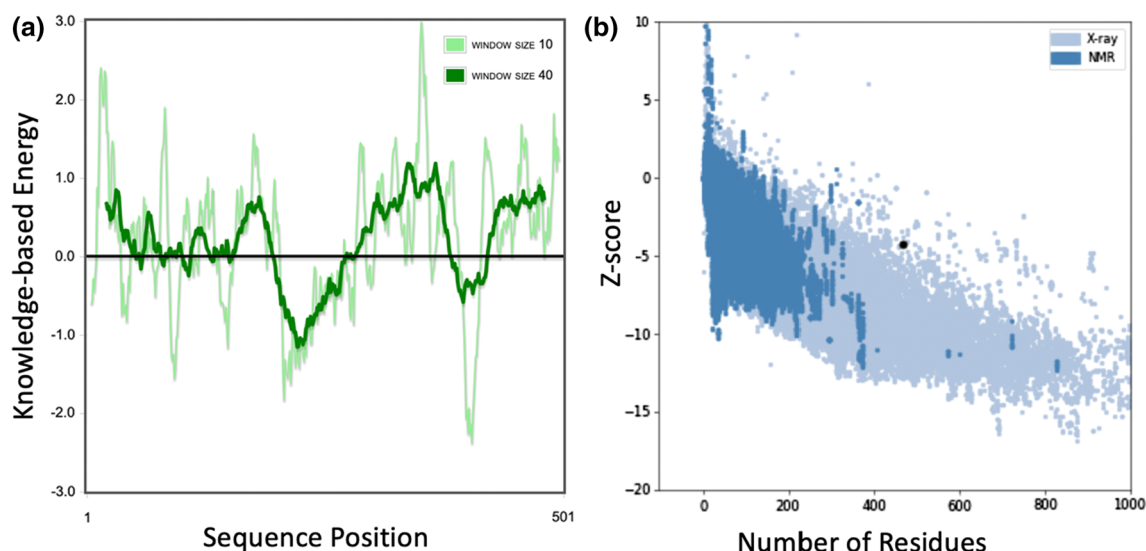 (a)
3.0
2.0
1.0
0.0
-1.0
-2.0
-3.0
Knowledge-based Energy
WINDOW SIZE 10
WINDOW SIZE 40
1
501
Sequence Position
(b)
10
5
0
−5
−10
−15
−20
Z-score
X-ray
NMR
0
200
400
600
800
1000
Number of Residues